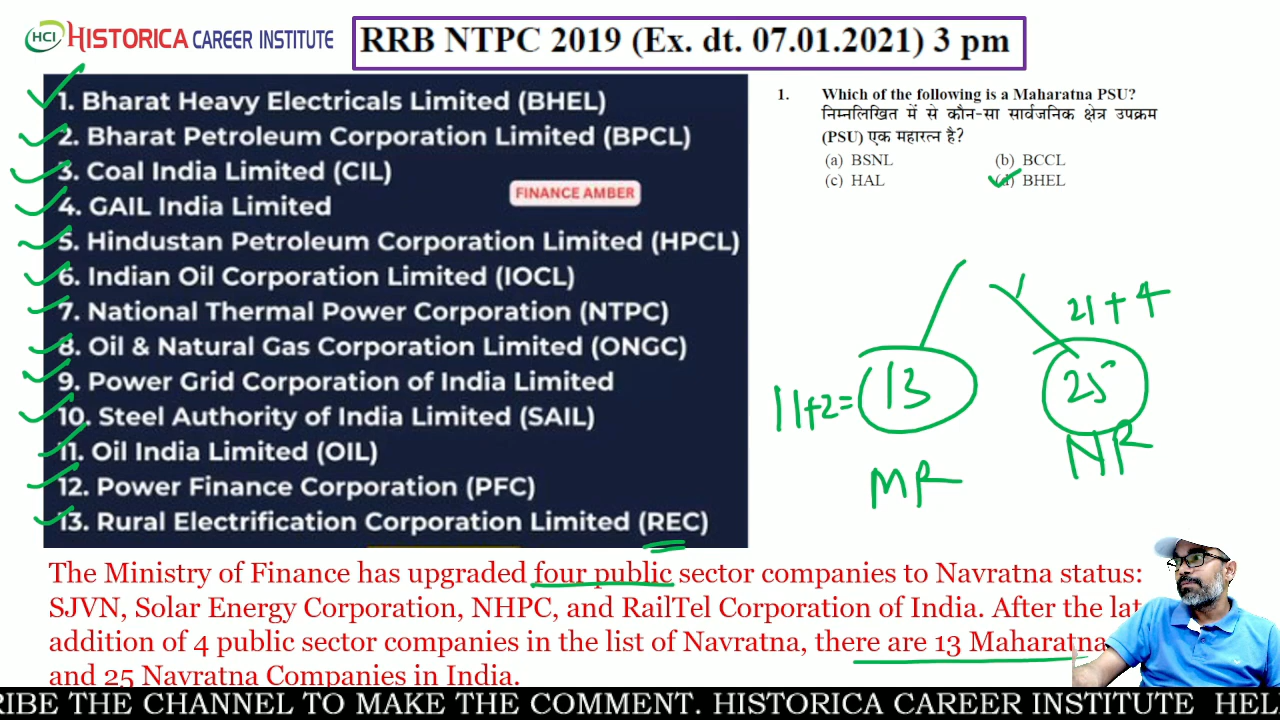 HCI HISTORICA CAREER INSTITUTE
RRB NTPC 2019 (Ex. dt. 07.01.2021) 3 pm
1. Bharat Heavy Electricals Limited (BHEL)
2. Bharat Petroleum Corporation Limited (BPCL)
3. Coal India Limited (CIL)
FINANCE AMBER
4. GAIL India Limited
5. Hindustan Petroleum Corporation Limited (HPCL)
6. Indian Oil Corporation Limited (IOCL)
7. National Thermal Power Corporation (NTPC)
8. Oil & Natural Gas Corporation Limited (ONGC)
9. Power Grid Corporation of India Limited
10. Steel Authority of India Limited (SAIL)
11. Oil India Limited (OIL)
12. Power Finance Corporation (PFC)
13. Rural Electrification Corporation Limited (REC)
1. Which of the following is a Maharatna PSU?
निम्नलिखित में से कौन-सा सार्वजनिक क्षेत्र उपक्रम
(PSU) एक महारत्न है?
(a) BSNL (b) BCCL
(c) HAL (d) BHEL
21+4
11+2= 13 25
MR NR
The Ministry of Finance has upgraded four public sector companies to Navratna status:
SJVN, Solar Energy Corporation, NHPC, and RailTel Corporation of India. After the
addition of 4 public sector companies in the list of Navratna, there are 13 Maharatna
and 25 Navratna Companies in India.
THE CHANNEL TO MAKE THE COMMENT. HISTORICA CAREER INSTITUTE